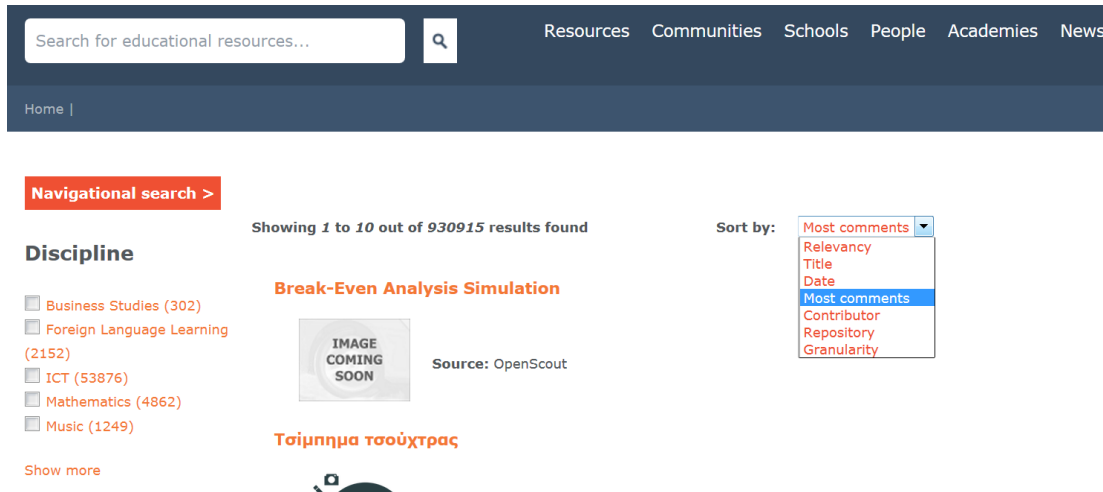 Search for educational resources...
Resources Communities Schools People Academies News
Home |
Navigational search >
Showing 1 to 10 out of 930915 results found
Sort by:
Most comments
Relevancy
Title
Date
Most comments
Contributor
Repository
Granularity
Discipline
Business Studies (302)
Foreign Language Learning
(2152)
ICT (53876)
Mathematics (4862)
Music (1249)
Show more
Break-Even Analysis Simulation
IMAGE
COMING
SOON
Source: OpenScout
Τσίμπημα τσούχτρας